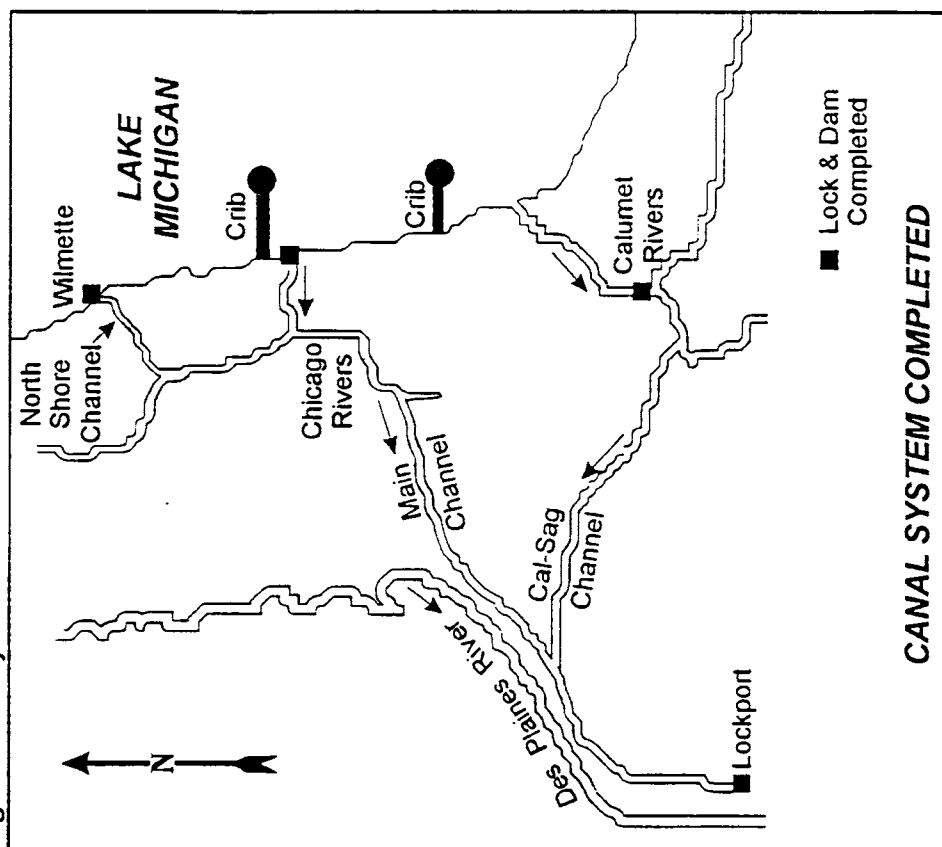 North
Shore
Channel
Wilmette
LAKE
MICHIGAN
Crib
Crib
Chicago
Rivers
Main
Channel
Calumet
Rivers
Cal-Sag
Channel
Des Plaines River
N
Lockport
Lock & Dam
Completed
CANAL SYSTEM COMPLETED